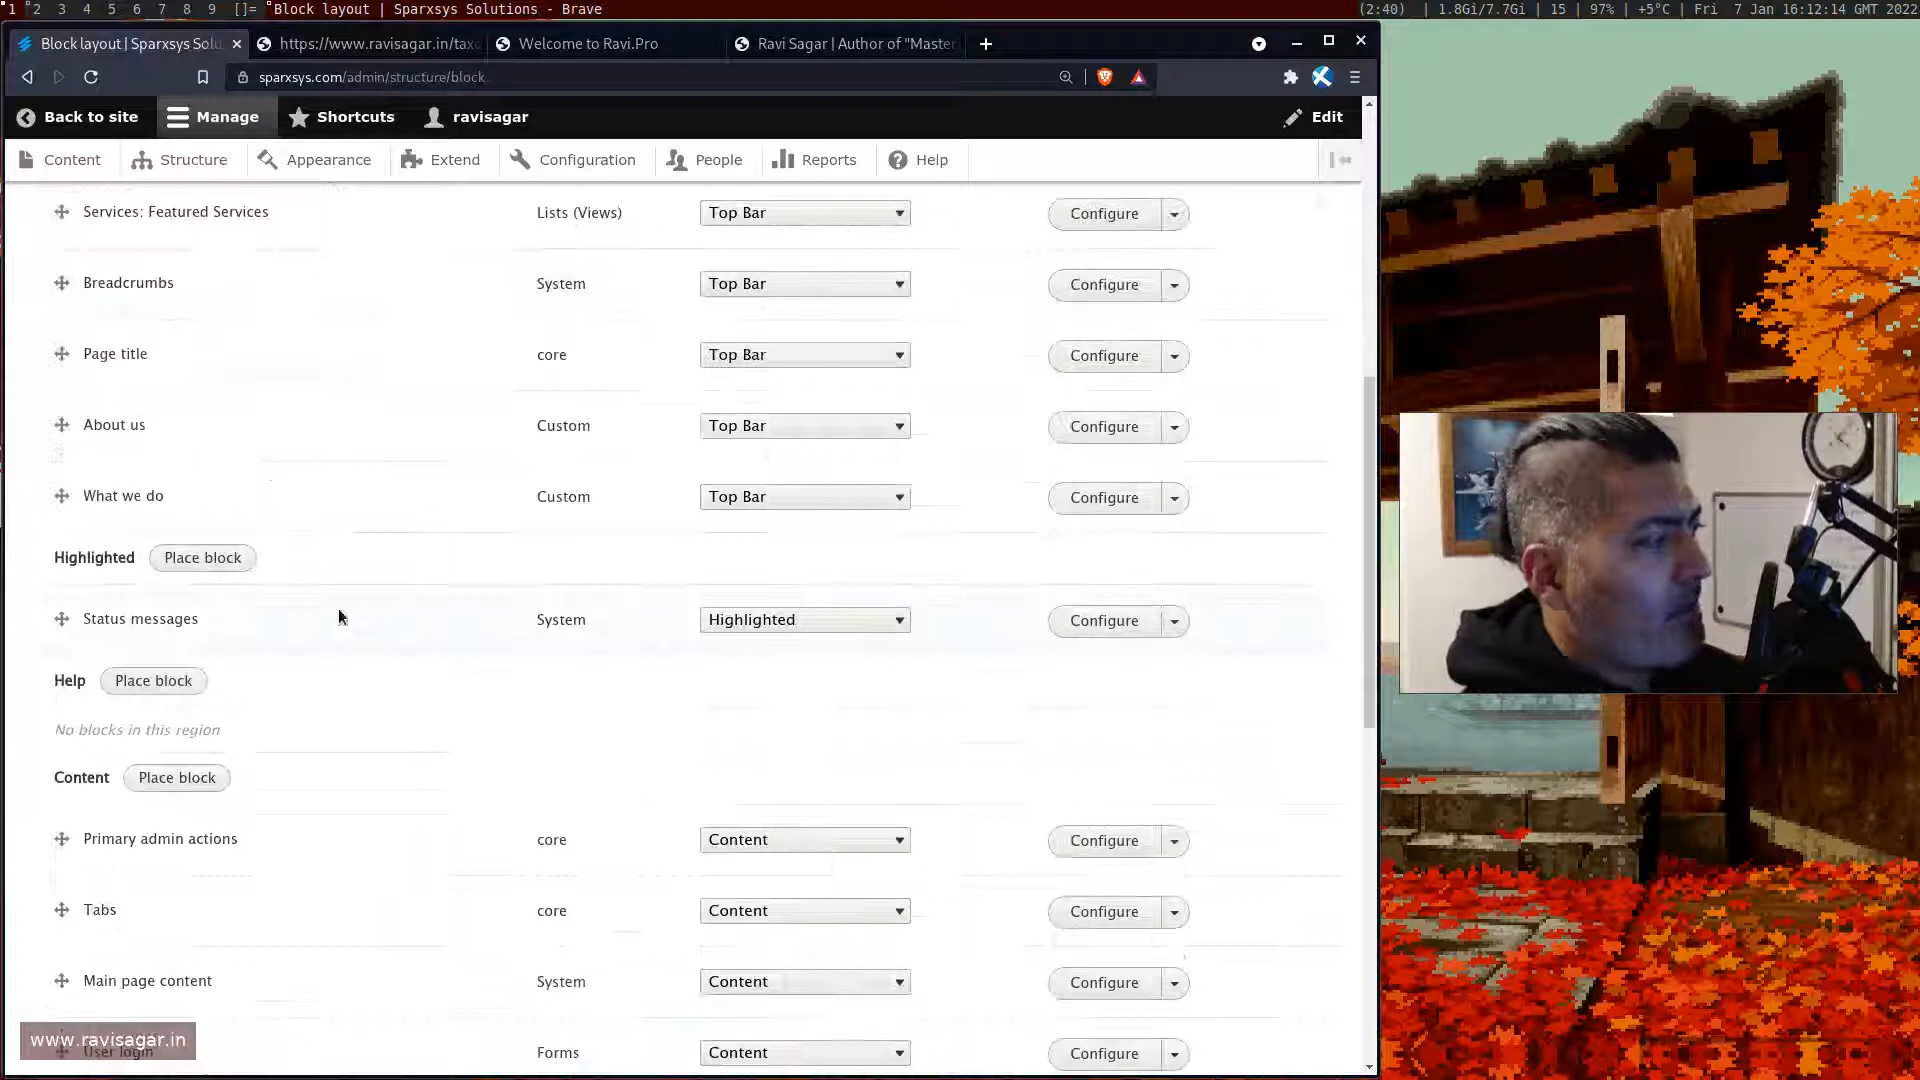 1 2 3 4 5 6 7 8 9 []= Block layout | Sparxsys Solutions - Brave (2:40) | 1.8Gi/7.7Gi | 15 | 97% | +5°C | Fri 7 Jan 16:12:14 GMT 2022
Block layout | Sparxsys Solu https://www.ravisagar.in/tax Welcome to Ravi.Pro Ravi Sagar | Author of "Master
sparxsys.com/admin/structure/block
Back to site Manage Shortcuts ravisagar Edit
Content Structure Appearance Extend Configuration People Reports Help
Services: Featured Services Lists (Views) Top Bar Configure
Breadcrumbs System Top Bar Configure
Page title core Top Bar Configure
About us Custom Top Bar Configure
What we do Custom Top Bar Configure
Highlighted Place block
Status messages System Highlighted Configure
Help Place block
No blocks in this region
Content Place block
Primary admin actions core Content Configure
Tabs core Content Configure
Main page content System Content Configure
www.ravisagar.in
User login Forms Content Configure